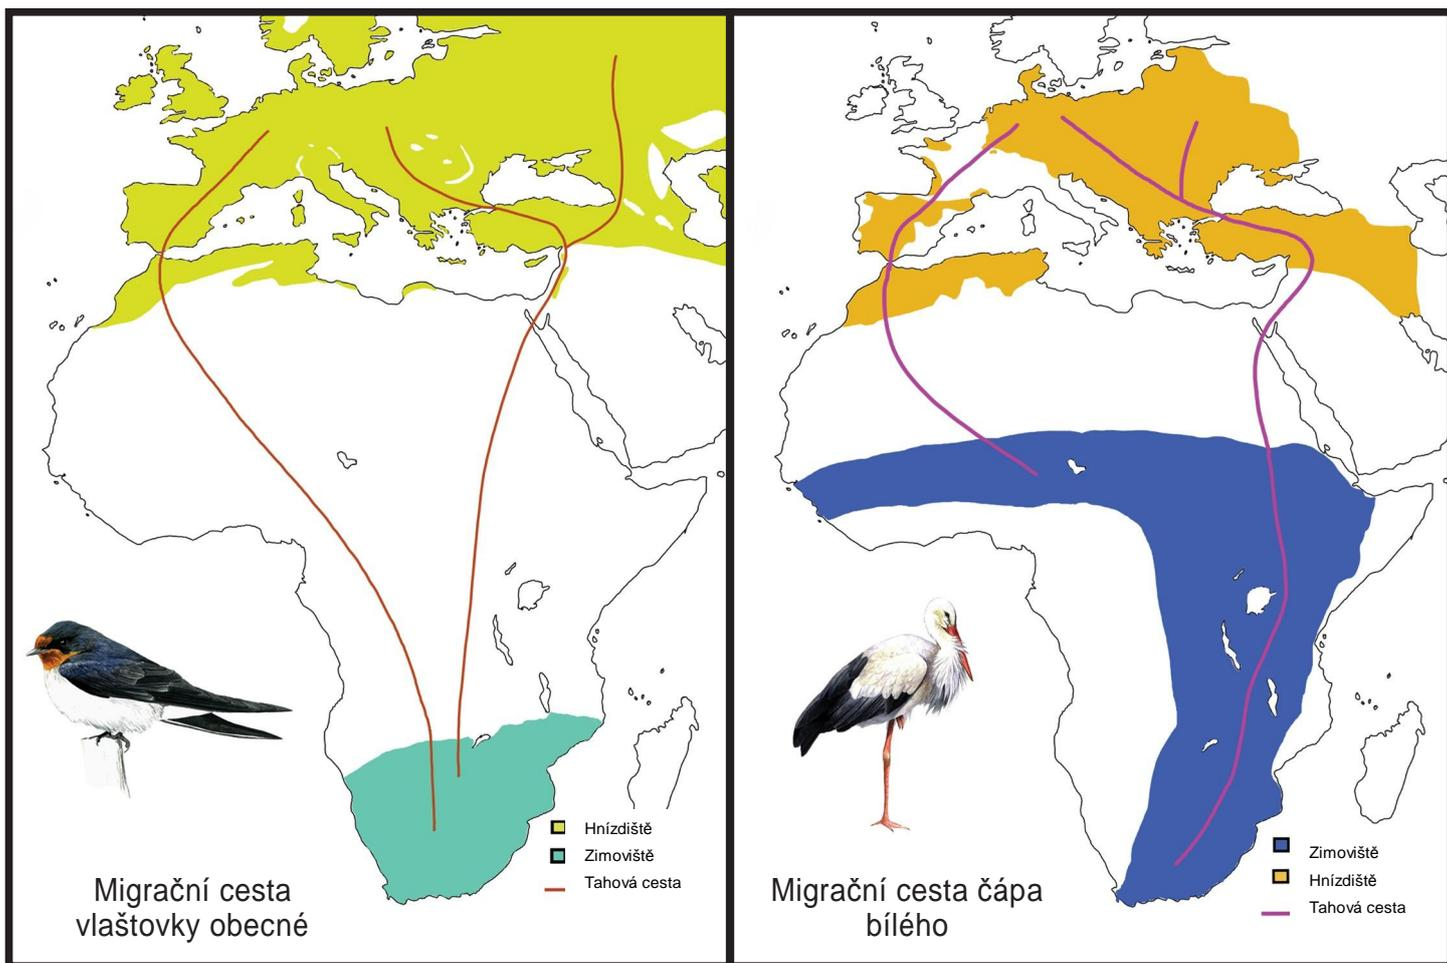 Hnízdiště
Zimoviště
Tahová cesta
Migrační cesta
vlaštovky obecné
Zimoviště
Hnízdiště
Tahová cesta
Migrační cesta čápa
bílého